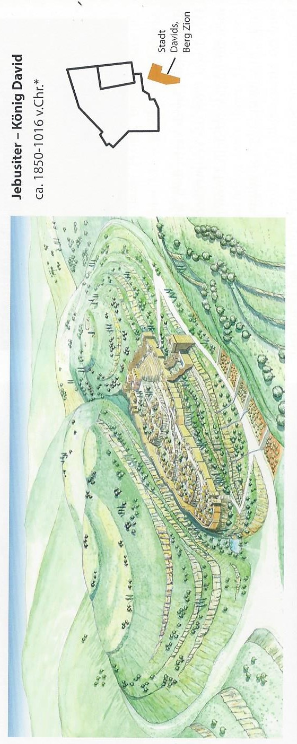 Jebusiter – König David
ca. 1850-1016 v.Chr.*
Stadt
Davids,
Berg Zion